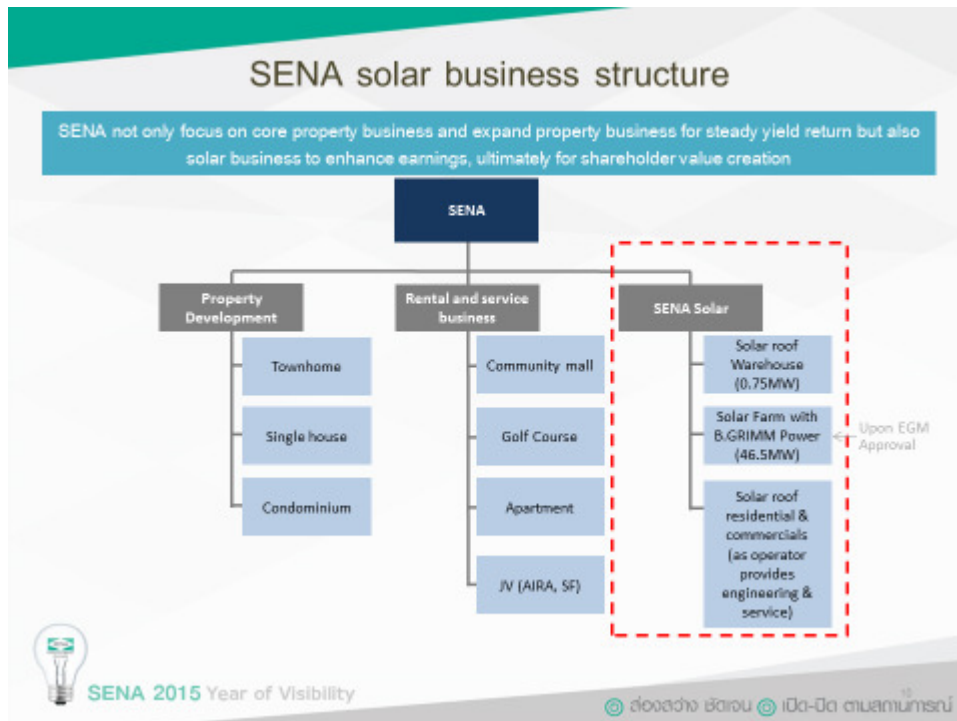 SENA solar business structure
SENA not only focus on core property business and expand property business for steady yield return but also
solar business to enhance earnings, ultimately for shareholder value creation
SENA
Property
Development
Townhome
Single house
Condominium
Rental and service
business
Community mall
Golf Course
Apartment
JV (AIRA, SF)
SENA Solar
Solar roof
Warehouse
(0.75MW)
Solar Farm with
B.GRIMM Power
(46.5MW)
Upon EGM
Approval
Solar roof
residential &
commercials
(as operator
provides
engineering &
service)
SENA 2015 Year of Visibility
ส่องสว่าง ชัดเจน เปิด-ปิด ตามสถานการณ์